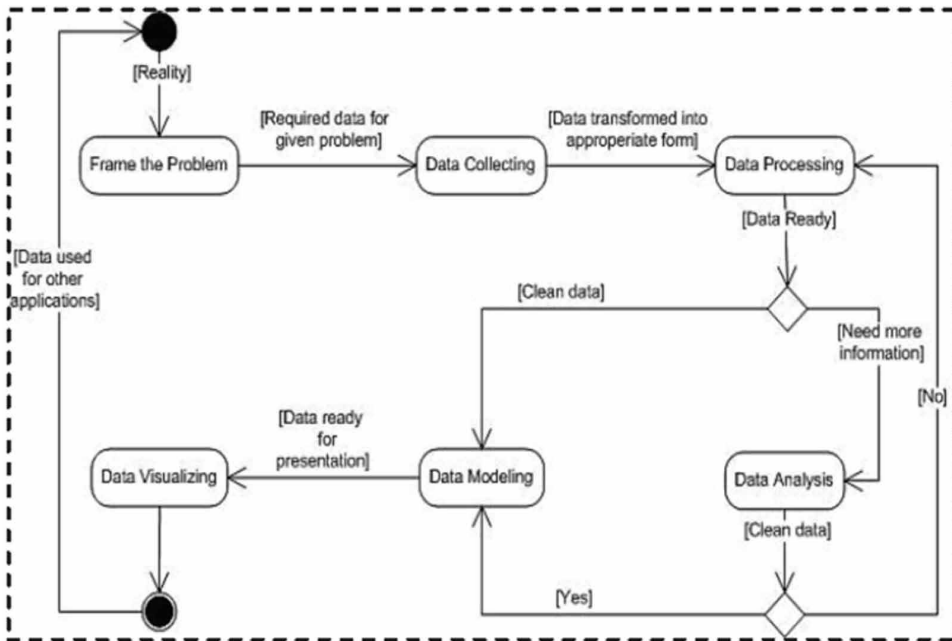 [Reality]
Frame the Problem
[Required data for
given problem]
Data Collecting
[Data transformed into
approperiate form]
Data Processing
[Data Ready]
[Clean data]
[Need more
information]
[No]
[Data used
for other
applications]
[Data ready
for
presentation]
Data Visualizing
Data Modeling
Data Analysis
[Clean data]
[Yes]